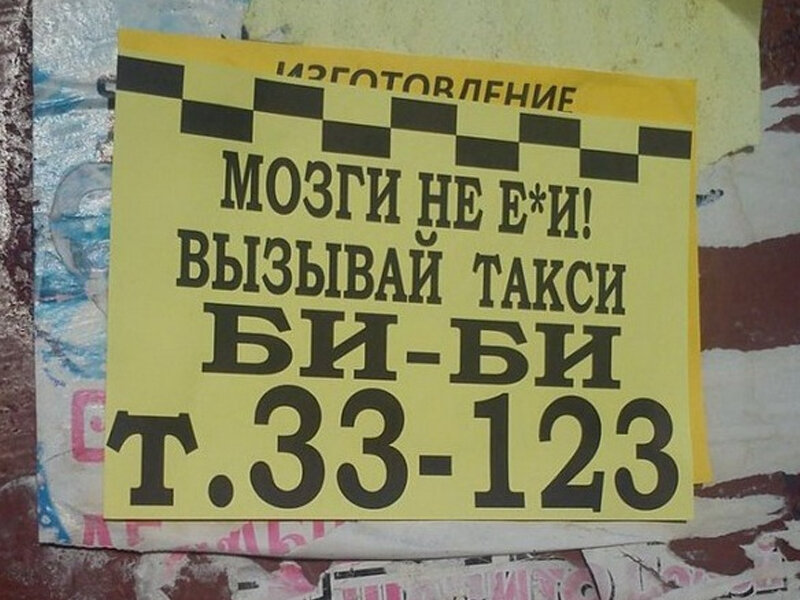 ИЗГОТОВЛЕНИЕ
МОЗГИ НЕ Е*И!
ВЫЗЫВАЙ ТАКСИ
БИ-БИ
т.33-123